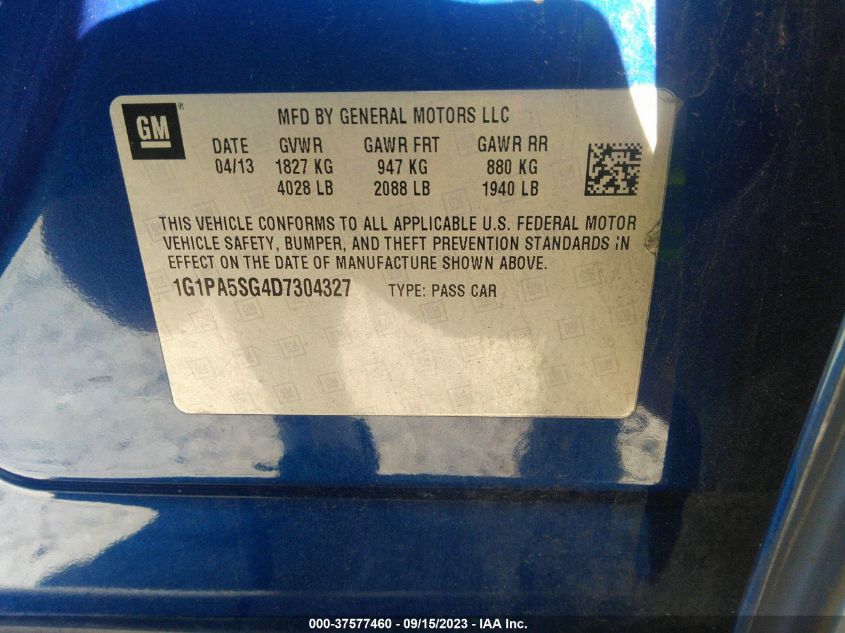 GM
MFD BY GENERAL MOTORS LLC
DATE GVWR GAWR FRT GAWR RR
04/13 1827 KG 947 KG 880 KG
4028 LB 2088 LB 1940 LB
THIS VEHICLE CONFORMS TO ALL APPLICABLE U.S. FEDERAL MOTOR
VEHICLE SAFETY, BUMPER, AND THEFT PREVENTION STANDARDS IN
EFFECT ON THE DATE OF MANUFACTURE SHOWN ABOVE.
1G1PA5SG4D7304327 TYPE: PASS CAR
000-37577460 - 09/15/2023 - IAA Inc.